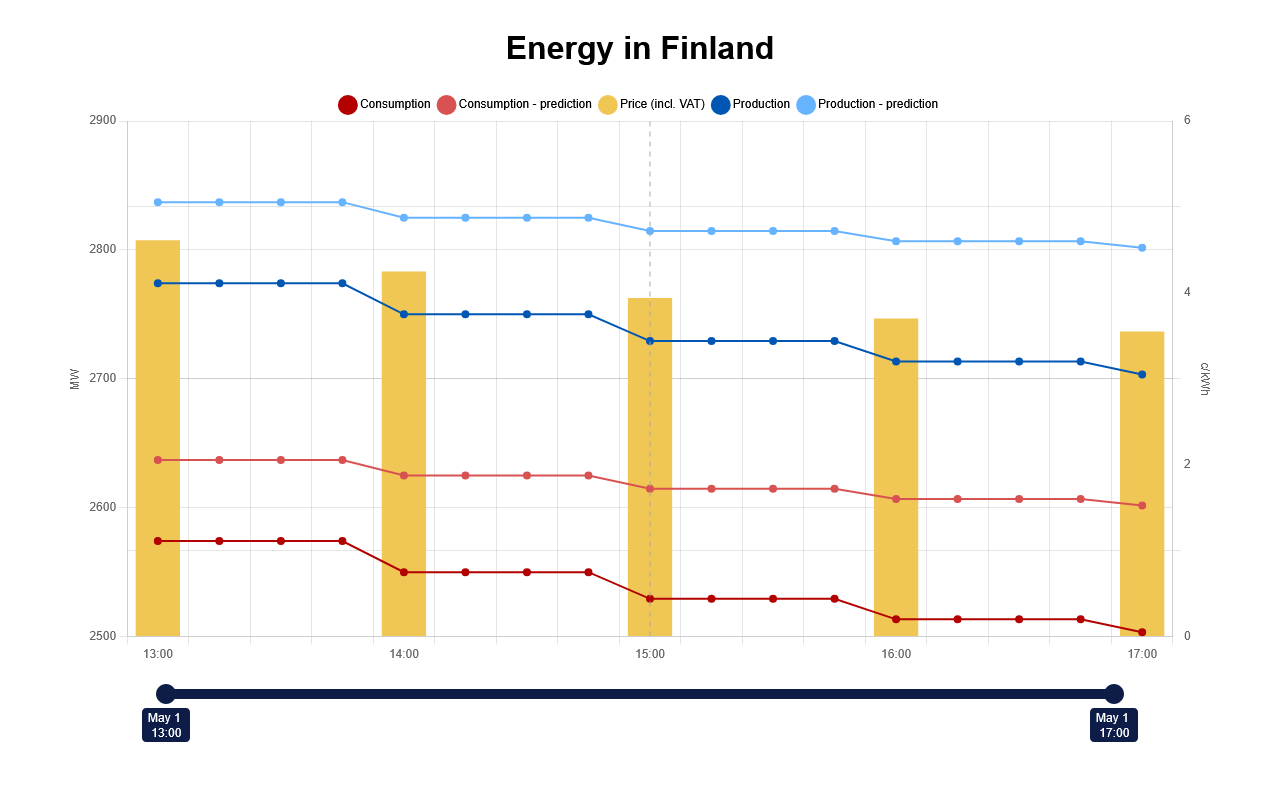 Energy in Finland
Consumption Consumption - prediction Price (incl. VAT) Production Production - prediction
2900
2800
2700
2600
2500
MW
6
4
2
0
c/kWh
13:00 14:00 15:00 16:00 17:00
May 1
13:00
May 1
17:00